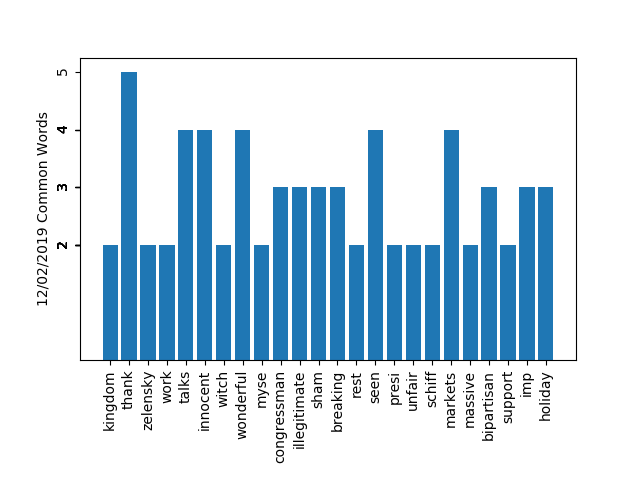 12/02/2019 Common Words
5
4
3
2
kingdom
thank
zelensky
work
talks
innocent
witch
wonderful
myse
congressman
illegitimate
sham
breaking
rest
seen
presi
unfair
schiff
markets
massive
bipartisan
support
imp
holiday